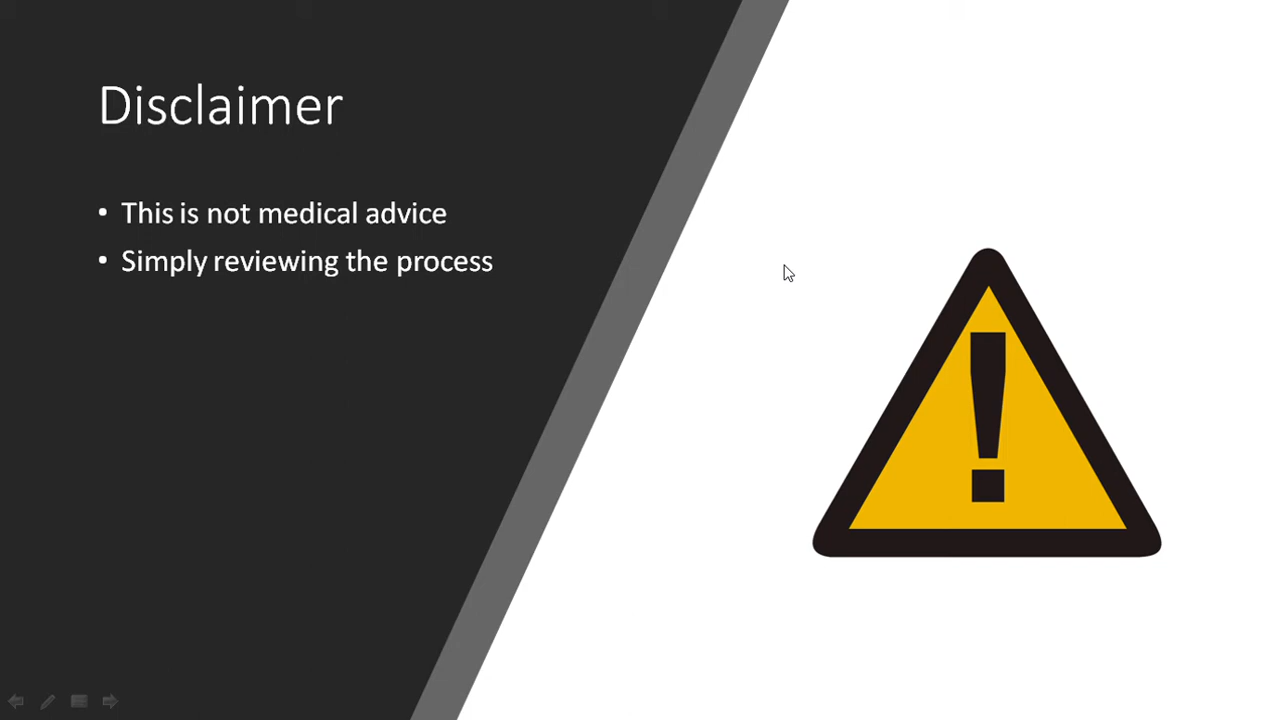 Disclaimer
• This is not medical advice
• Simply reviewing the process